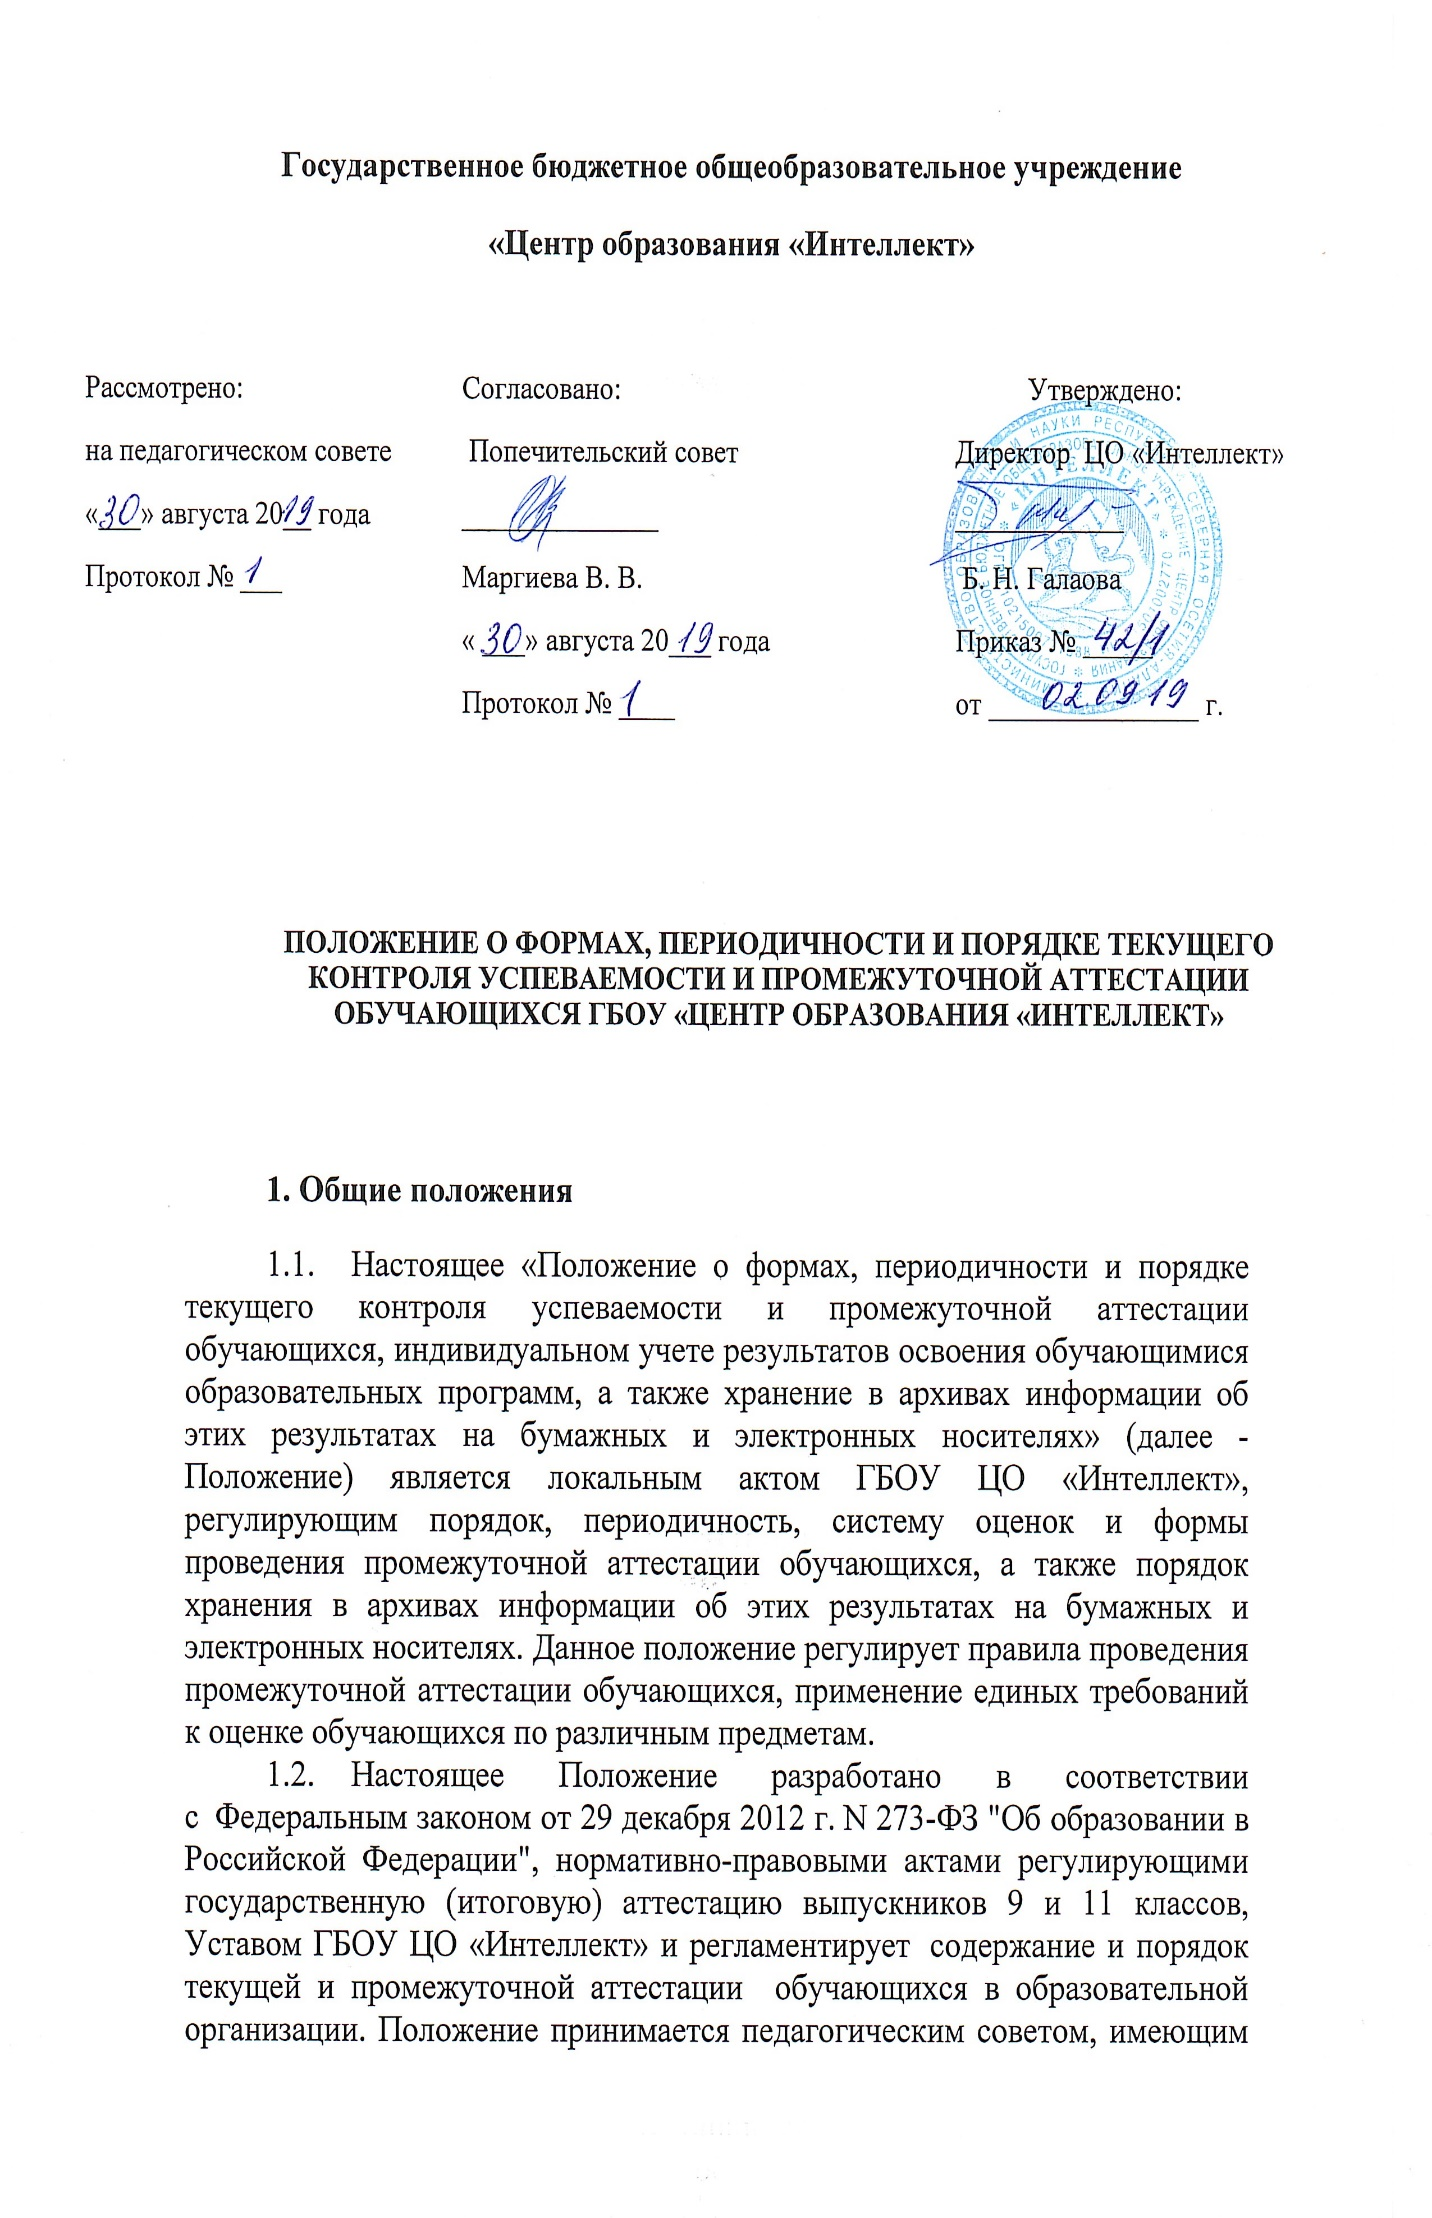 Государственное бюджетное общеобразовательное учреждение
«Центр образования «Интеллект»
Рассмотрено:
на педагогическом совете
«30» августа 2019 года
Протокол № 1
Согласовано:
Попечительский совет
Маргиева В. В.
« 30» августа 20 19 года
Протокол № 1
Утверждено:
Директор ЦО «Интеллект»
Б. Н. Галаова
Приказ № 42/1
от 02.09.19 г.
«ИНТЕЛЛЕКТ»
ПОЛОЖЕНИЕ О ФОРМАХ, ПЕРИОДИЧНОСТИ И ПОРЯДКЕ ТЕКУЩЕГО
КОНТРОЛЯ УСПЕВАЕМОСТИ И ПРОМЕЖУТОЧНОЙ АТТЕСТАЦИИ
ОБУЧАЮЩИХСЯ ГБОУ «ЦЕНТР ОБРАЗОВАНИЯ «ИНТЕЛЛЕКТ»
1. Общие положения
1.1. Настоящее «Положение о формах, периодичности и порядке
текущего контроля успеваемости и промежуточной аттестации
обучающихся, индивидуальном учете результатов освоения обучающимися
образовательных программ, а также хранение в архивах информации об
этих результатах на бумажных и электронных носителях» (далее -
Положение) является локальным актом ГБОУ ЦО «Интеллект»,
регулирующим порядок, периодичность, систему оценок и формы
проведения промежуточной аттестации обучающихся, а также порядок
хранения в архивах информации об этих результатах на бумажных и
электронных носителях. Данное положение регулирует правила проведения
промежуточной аттестации обучающихся, применение единых требований
к оценке обучающихся по различным предметам.
1.2. Настоящее Положение разработано в соответствии
с Федеральным законом от 29 декабря 2012 г. N 273-ФЗ "Об образовании в
Российской Федерации", нормативно-правовыми актами регулирующими
государственную (итоговую) аттестацию выпускников 9 и 11 классов,
Уставом ГБОУ ЦО «Интеллект» и регламентирует содержание и порядок
текущей и промежуточной аттестации обучающихся в образовательной
организации. Положение принимается педагогическим советом, имеющим